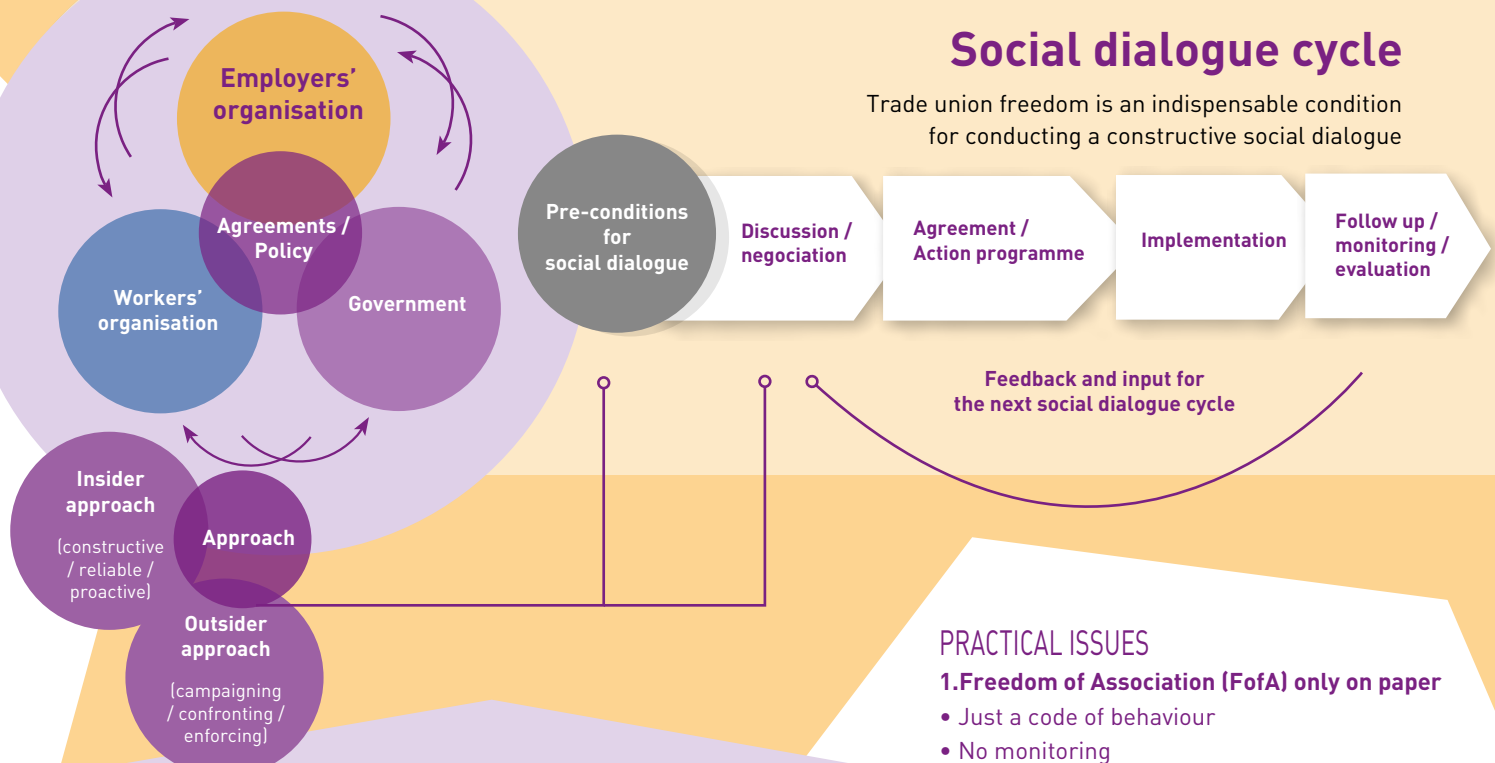 Social dialogue cycle
Trade union freedom is an indispensable condition
for conducting a constructive social dialogue
Employers’
organisation
Agreements /
Policy
Workers’
organisation
Government
Pre-conditions
for
social dialogue
Discussion /
negociation
Agreement /
Action programme
Implementation
Follow up /
monitoring /
evaluation
Feedback and input for
the next social dialogue cycle
Insider
approach
(constructive
/ reliable /
proactive)
Approach
Outsider
approach
(campaigning
/ confronting /
enforcing)
PRACTICAL ISSUES
1.Freedom of Association (FofA) only on paper
• Just a code of behaviour
• No monitoring